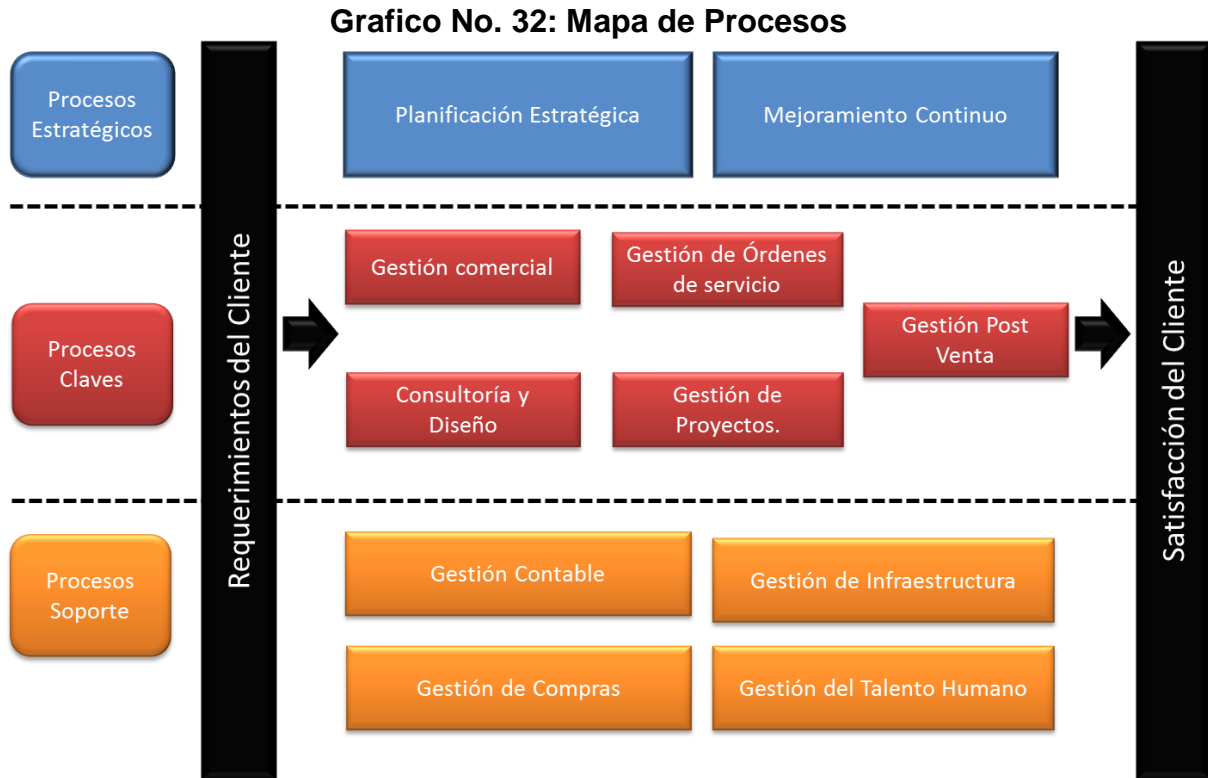 Grafico No. 32: Mapa de Procesos
Procesos
Estratégicos
Requerimientos del Cliente
Planificación Estratégica
Mejoramiento Continuo
Satisfacción del Cliente
Procesos
Claves
Gestión comercial
Gestión de Órdenes
de servicio
Gestión Post
Venta
Consultoría y
Diseño
Gestión de
Proyectos.
Procesos
Soporte
Gestión Contable
Gestión de Infraestructura
Gestión de Compras
Gestión del Talento Humano